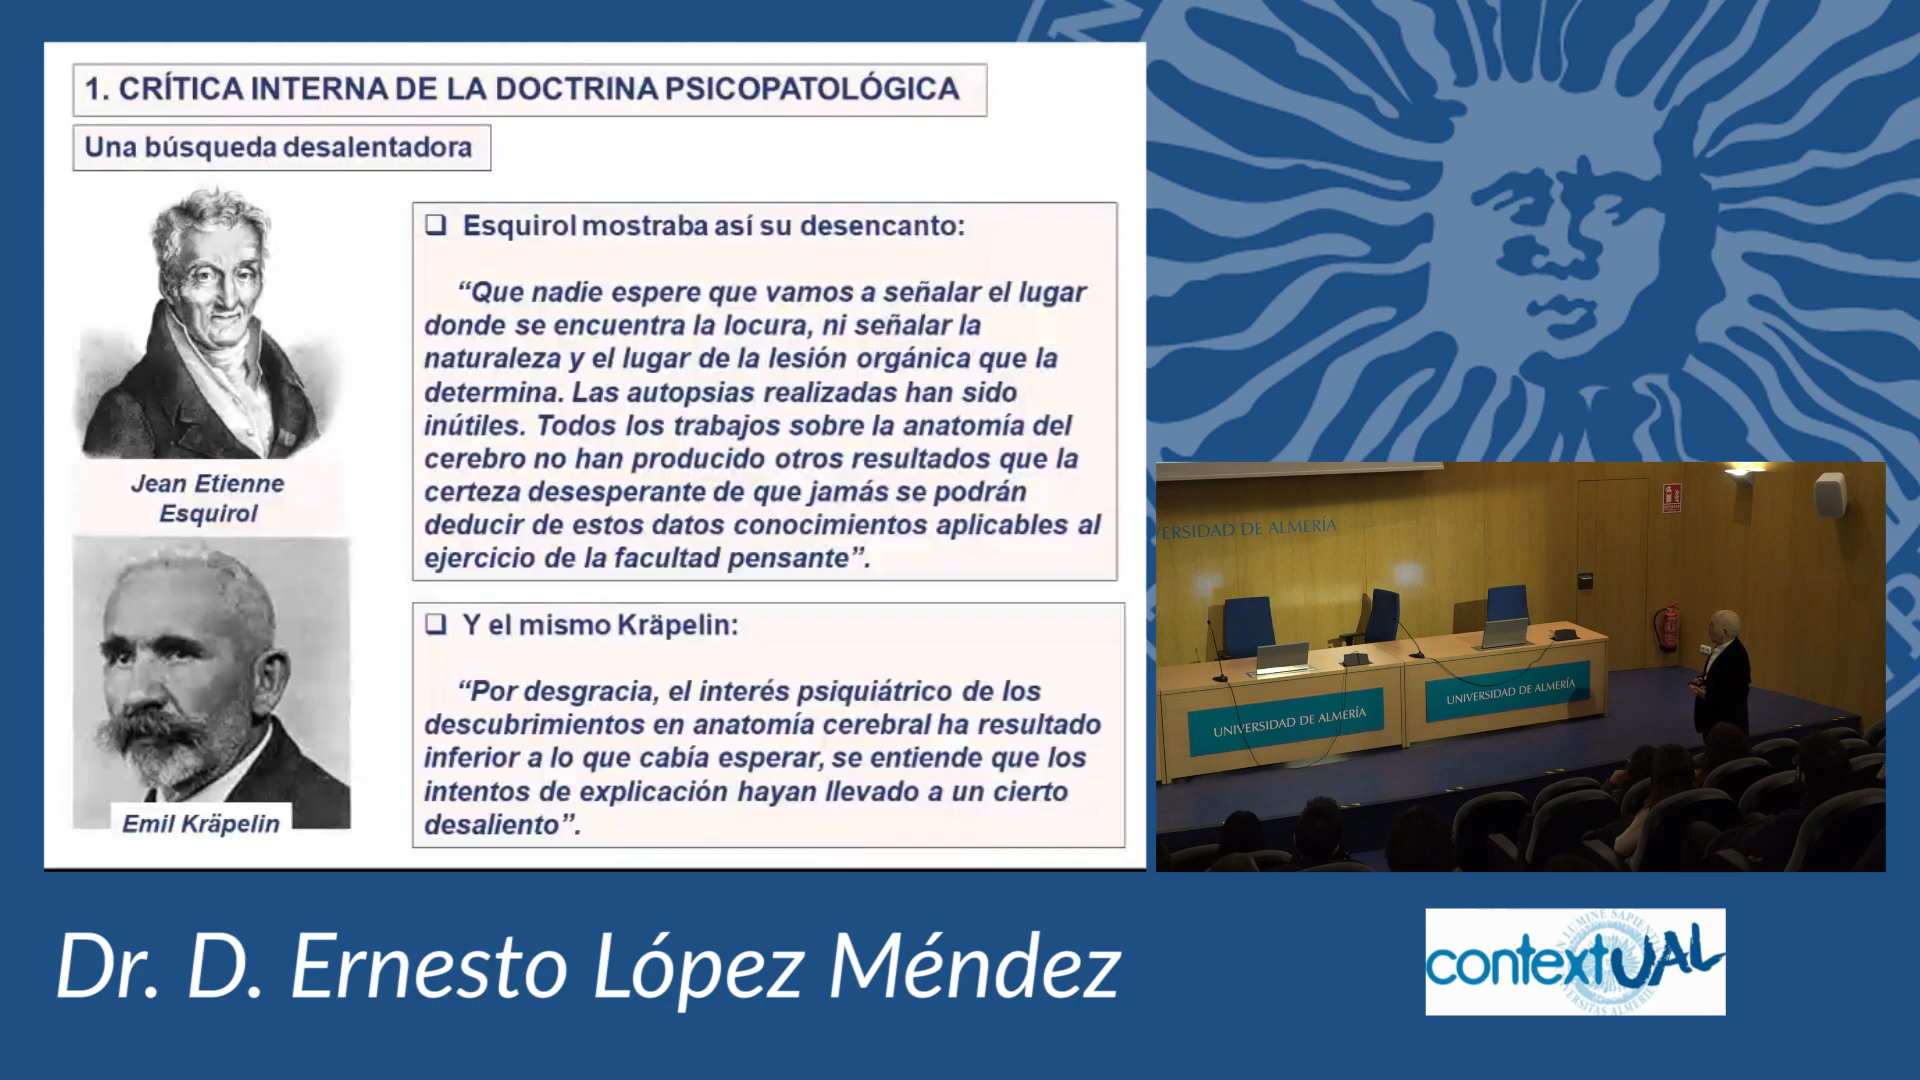 1. CRÍTICA INTERNA DE LA DOCTRINA PSICOPATOLÓGICA
Una búsqueda desalentadora
Jean Etienne
Esquirol
❑ Esquirol mostraba así su desencanto:
“Que nadie espere que vamos a señalar el lugar
donde se encuentra la locura, ni señalar la
naturaleza y el lugar de la lesión orgánica que la
determina. Las autopsias realizadas han sido
inútiles. Todos los trabajos sobre la anatomía del
cerebro no han producido otros resultados que la
certeza desesperante de que jamás se podrán
deducir de estos datos conocimientos aplicables al
ejercicio de la facultad pensante”.
Emil Kräpelin
❑ Y el mismo Kräpelin:
“Por desgracia, el interés psiquiátrico de los
descubrimientos en anatomía cerebral ha resultado
inferior a lo que cabía esperar, se entiende que los
intentos de explicación hayan llevado a un cierto
desaliento”.
VERSIDAD DE ALMERÍA
UNIVERSIDAD DE ALMERÍA
UNIVERSIDAD DE ALMERÍA
Dr. D. Ernesto López Méndez
contextUAL